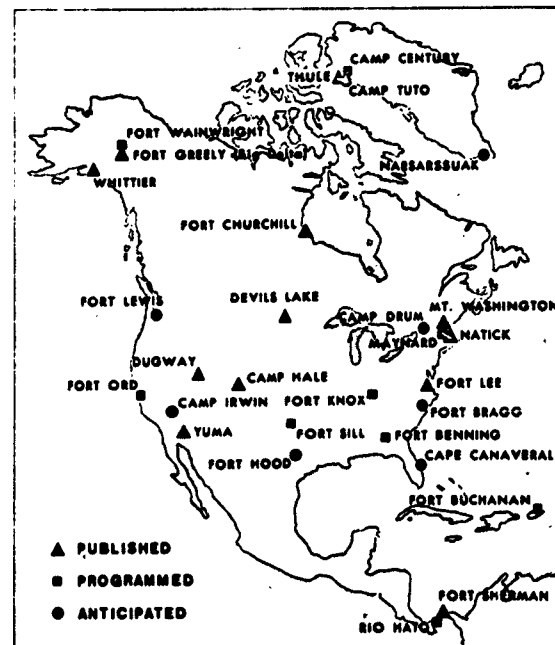 CAMP CENTURY
THULE
CAMP TUTO
FORT WAINWRIGHT
FORT GREELY (Big Delta)
NARSARSSUAK
WHITTIER
FORT CHURCHILL
DEVILS LAKE
MT. WASHINGTON
FORT LEWIS
CAMP DRUM
MAYNARD
NATICK
DUGWAY
CAMP HALE
FORT LEE
FORT ORD
FORT KNOX
CAMP IRWIN
FORT BRAGG
YUMA
FORT SILL
FORT BENNING
FORT HOOD
CAPE CANAVERAL
FORT BUCHANAN
PUBLISHED
PROGRAMMED
ANTICIPATED
FORT SHERMAN
RIO HATO